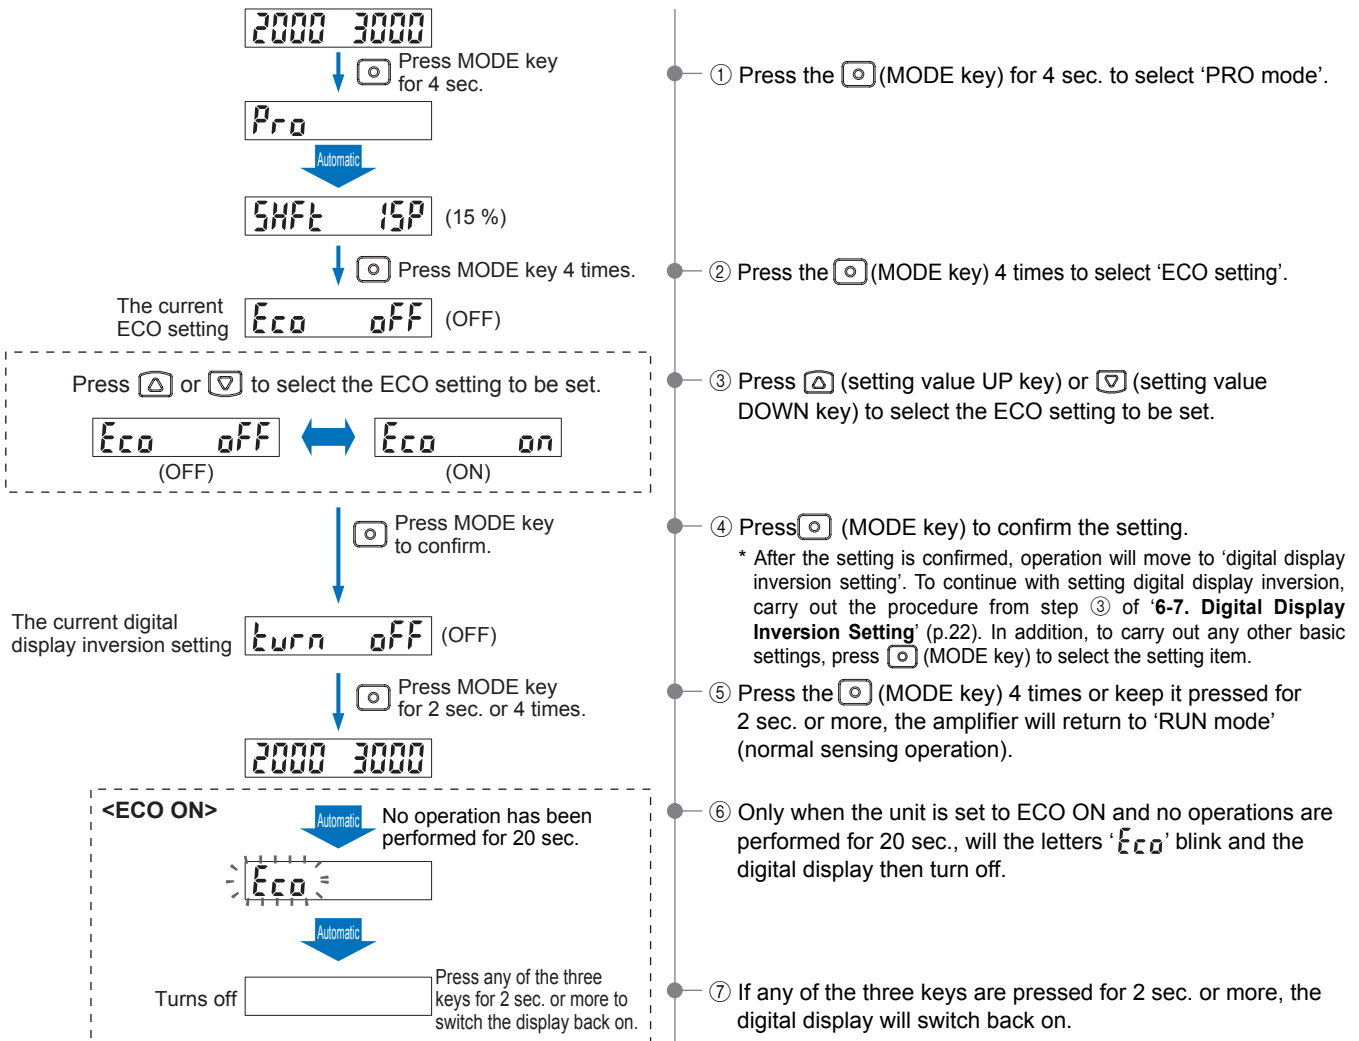 2000 3000
Press MODE key
for 4 sec.
Pro
Automatic
SHFt 15P (15 %)
Press MODE key 4 times.
The current
ECO setting
Eco oFF (OFF)
Press or to select the ECO setting to be set.
Eco oFF Eco on
(OFF) (ON)
Press MODE key
to confirm.
The current digital
display inversion setting
turn oFF (OFF)
Press MODE key
for 2 sec. or 4 times.
2000 3000
<ECO ON>
Automatic
No operation has been
performed for 20 sec.
Eco
Automatic
Turns off
Press any of the three
keys for 2 sec. or more to
switch the display back on.
① Press the (MODE key) for 4 sec. to select ‘PRO mode’.
② Press the (MODE key) 4 times to select ‘ECO setting’.
③ Press (setting value UP key) or (setting value
DOWN key) to select the ECO setting to be set.
④ Press (MODE key) to confirm the setting.
* After the setting is confirmed, operation will move to ‘digital display
inversion setting’. To continue with setting digital display inversion,
carry out the procedure from step ③ of ‘6-7. Digital Display
Inversion Setting’ (p.22). In addition, to carry out any other basic
settings, press (MODE key) to select the setting item.
⑤ Press the (MODE key) 4 times or keep it pressed for
2 sec. or more, the amplifier will return to ‘RUN mode’
(normal sensing operation).
⑥ Only when the unit is set to ECO ON and no operations are
performed for 20 sec., will the letters ‘Eco’ blink and the
digital display then turn off.
⑦ If any of the three keys are pressed for 2 sec. or more, the
digital display will switch back on.